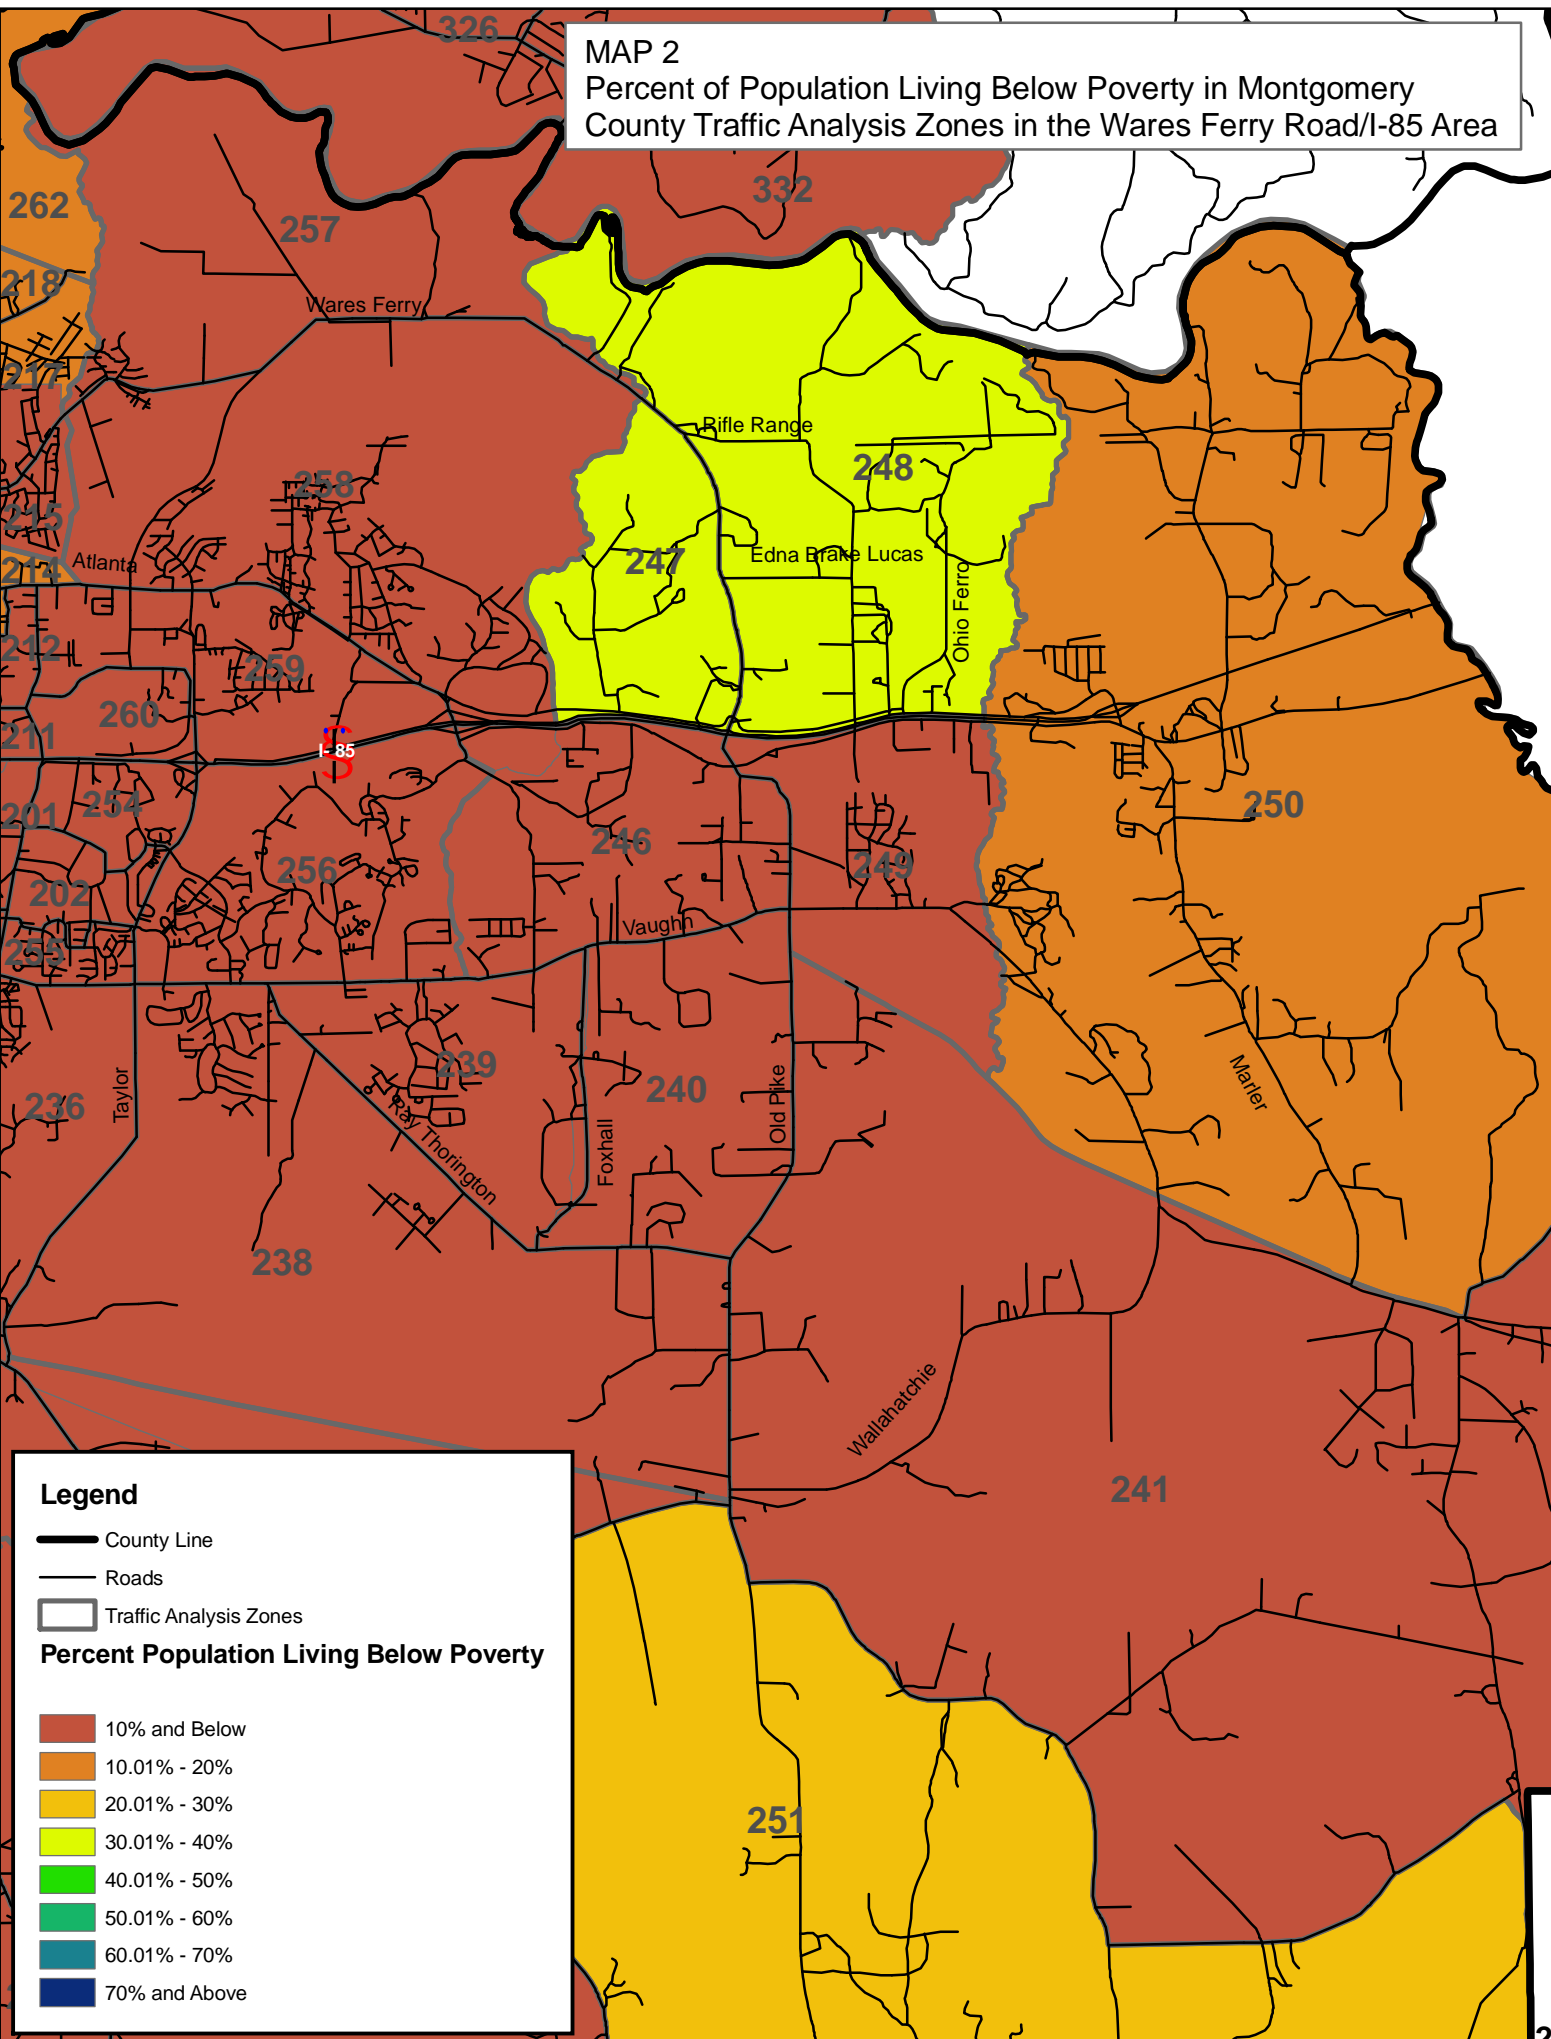 326
MAP 2
Percent of Population Living Below Poverty in Montgomery
County Traffic Analysis Zones in the Wares Ferry Road/I-85 Area
332
262
257
218
Wares Ferry
217
Rifle Range
248
258
215
247
Edna Brake Lucas
Atlanta
214
Ohio Ferro
212
259
260
211
I- 85
254
201
250
246
249
256
202
Vaughn
255
239
240
236
Taylor
Ray Thorington
Foxhall
Old Pike
Marler
238
Wallahatchie
241
251
Legend
County Line
Roads
Traffic Analysis Zones
Percent Population Living Below Poverty
10% and Below
10.01% - 20%
20.01% - 30%
30.01% - 40%
40.01% - 50%
50.01% - 60%
60.01% - 70%
70% and Above